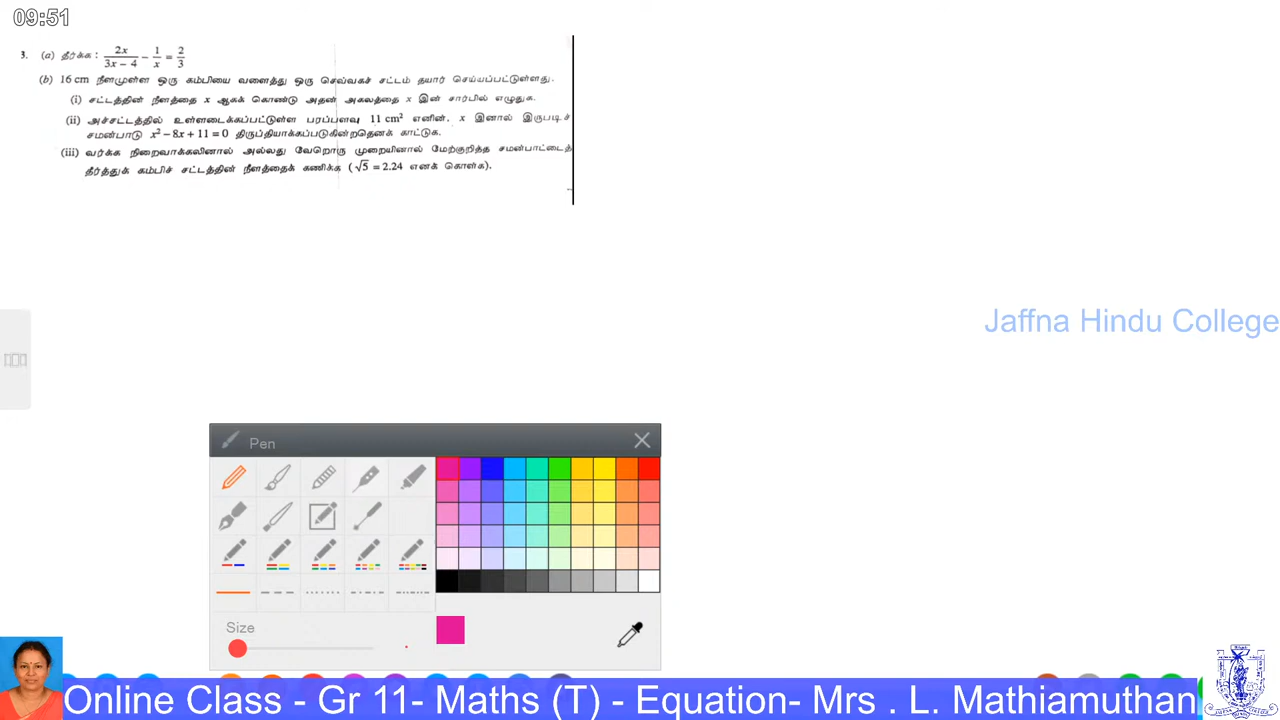 09:51
3. (a) தீர்க்க : 2x/(3x − 4) − 1/x = 2/3
(b) 16 cm நீளமுள்ள ஒரு கம்பியை வளைத்து ஒரு செவ்வகச் சட்டம் தயார் செய்யப்பட்டுள்ளது.
(i) சட்டத்தின் நீளத்தை x ஆகக் கொண்டு அதன் அகலத்தை x இன் சார்பில் எழுதுக.
(ii) அச்சட்டத்தில் உள்ளடைக்கப்பட்டுள்ள பரப்பளவு 11 cm² எனின், x இனால் இருபடிச்
சமன்பாடு x² − 8x + 11 = 0 திருப்தியாக்கப்படுகின்றதெனக் காட்டுக.
(iii) வர்க்க நிறைவாக்கலினால் அல்லது வேறொரு முறையினால் மேற்குறித்த சமன்பாட்டைத்
தீர்த்துக் கம்பிச் சட்டத்தின் நீளத்தைக் கணிக்க (√5 = 2.24 எனக் கொள்க).
Jaffna Hindu College
Pen
Size
Online Class - Gr 11- Maths (T) - Equation- Mrs . L. Mathiamuthan